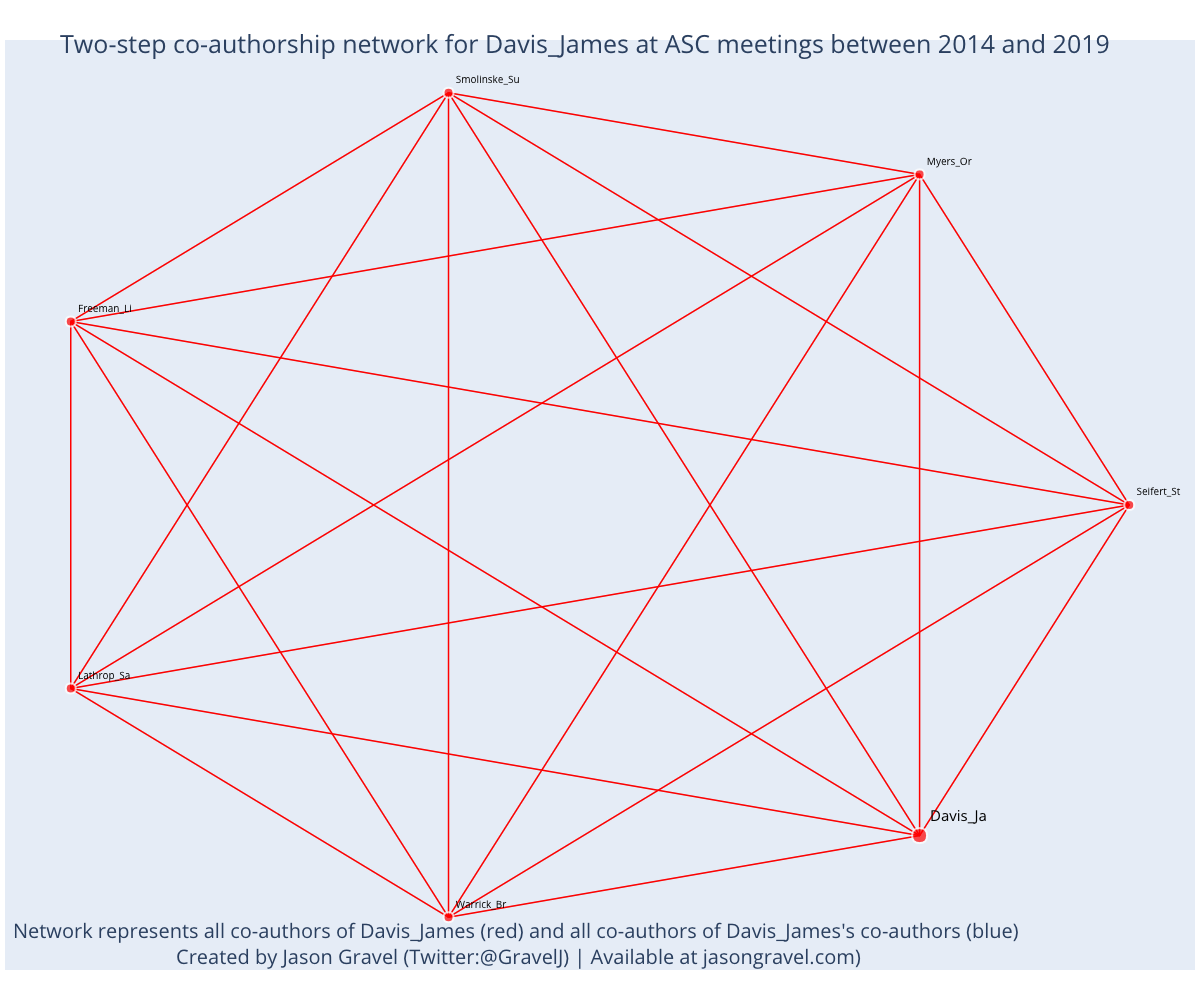 Two-step co-authorship network for Davis_James at ASC meetings between 2014 and 2019
Smolinske_Su
Myers_Or
Freeman_Li
Seifert_St
Lathrop_Sa
Davis_Ja
Warrick_Br
Network represents all co-authors of Davis_James (red) and all co-authors of Davis_James's co-authors (blue)
Created by Jason Gravel (Twitter:@GravelJ) | Available at jasongravel.com)